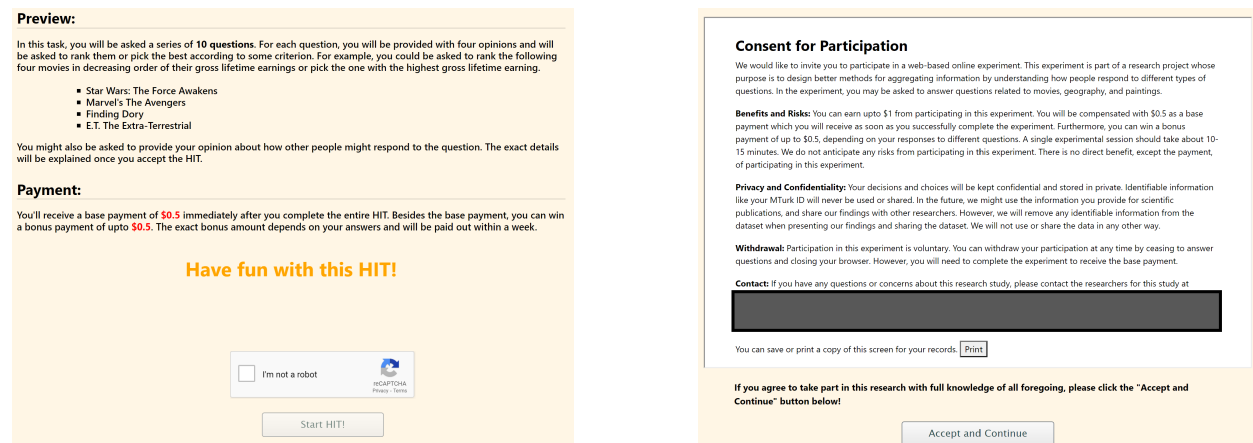 Preview:
In this task, you will be asked a series of 10 questions. For each question, you will be provided with four opinions and will
be asked to rank them or pick the best according to some criterion. For example, you could be asked to rank the following
four movies in decreasing order of their gross lifetime earnings or pick the one with the highest gross lifetime earning.
Star Wars: The Force Awakens
Marvel's The Avengers
Finding Dory
E.T. The Extra-Terrestrial
You might also be asked to provide your opinion about how other people might respond to the question. The exact details
will be explained once you accept the HIT.
Payment:
You'll receive a base payment of $0.5 immediately after you complete the entire HIT. Besides the base payment, you can win
a bonus payment of upto $0.5. The exact bonus amount depends on your answers and will be paid out within a week.
Have fun with this HIT!
I'm not a robot
reCAPTCHA
Privacy - Terms
Start HIT!
Consent for Participation
We would like to invite you to participate in a web-based online experiment. This experiment is part of a research project whose
purpose is to design better methods for aggregating information by understanding how people respond to different types of
questions. In the experiment, you may be asked to answer questions related to movies, geography, and paintings.
Benefits and Risks: You can earn upto $1 from participating in this experiment. You will be compensated with $0.5 as a base
payment which you will receive as soon as you successfully complete the experiment. Furthermore, you can win a bonus
payment of up to $0.5, depending on your responses to different questions. A single experimental session should take about 10-
15 minutes. We do not anticipate any risks from participating in this experiment. There is no direct benefit, except the payment,
of participating in this experiment.
Privacy and Confidentiality: Your decisions and choices will be kept confidential and stored in private. Identifiable information
like your MTurk ID will never be used or shared. In the future, we might use the information you provide for scientific
publications, and share our findings with other researchers. However, we will remove any identifiable information from the
dataset when presenting our findings and sharing the dataset. We will not use or share the data in any other way.
Withdrawal: Participation in this experiment is voluntary. You can withdraw your participation at any time by ceasing to answer
questions and closing your browser. However, you will need to complete the experiment to receive the base payment.
Contact: If you have any questions or concerns about this research study, please contact the researchers for this study at
You can save or print a copy of this screen for your records. Print
If you agree to take part in this research with full knowledge of all foregoing, please click the "Accept and
Continue" button below!
Accept and Continue